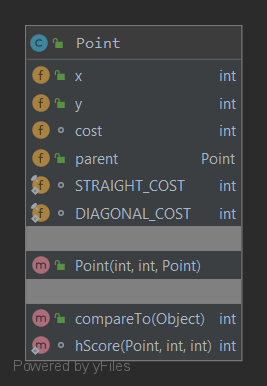 C Point
f x int
f y int
f cost int
f parent Point
f STRAIGHT_COST int
f DIAGONAL_COST int
m Point(int, int, Point)
m compareTo(Object) int
m hScore(Point, int, int) int
Powered by yFiles